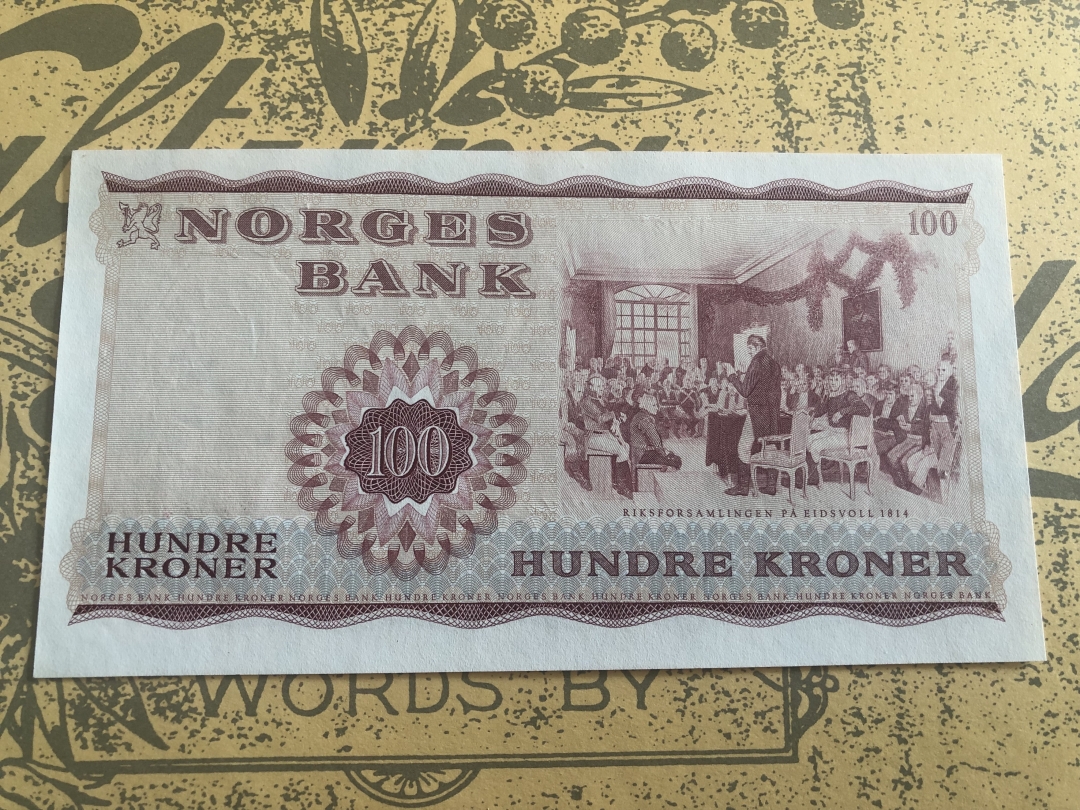 NORGES
BANK
100
100
RIKSFORSAMLINGEN PÅ EIDSVOLL 1814
HUNDRE
KRONER
HUNDRE KRONER
NORGES BANK HUNDRE KRONER NORGES BANK HUNDRE KRONER NORGES BANK HUNDRE KRONER NORGES BANK HUNDRE KRONER NORGES BANK
WORDS BY